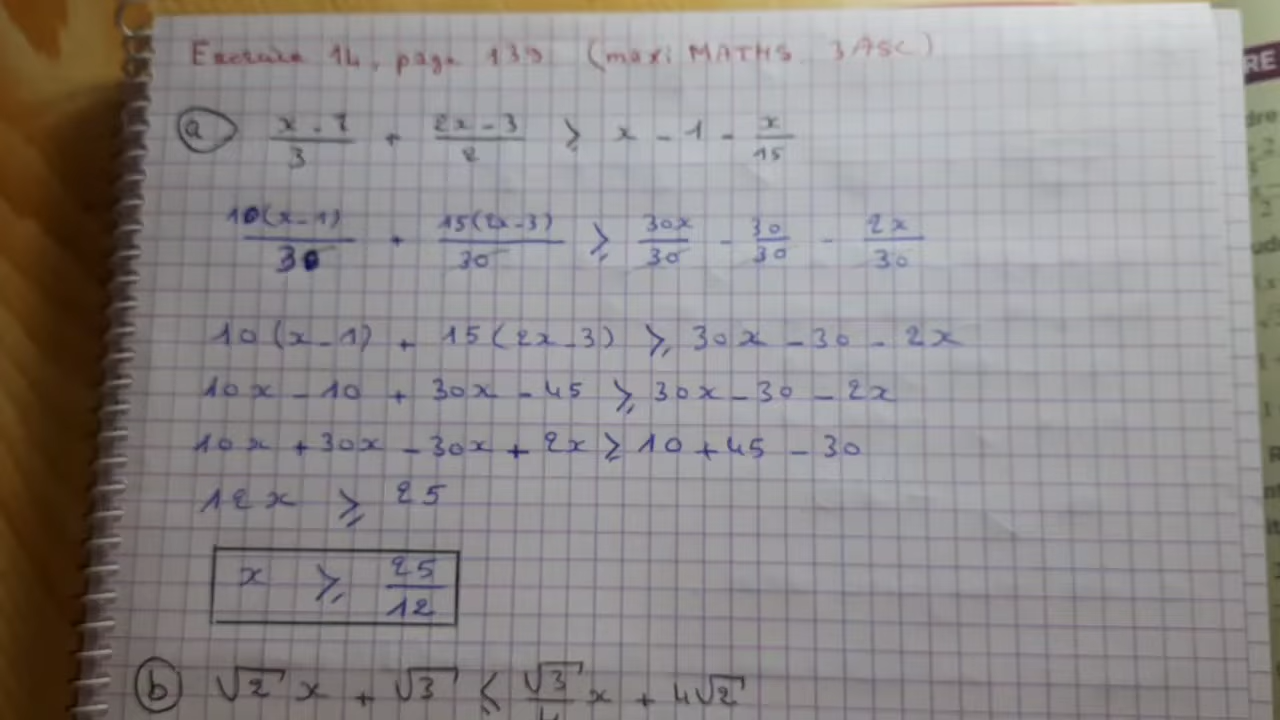 Exercice 14, page 139 (maxi MATHS. 3ASC)
a) (x - 1)/3 + (2x - 3)/2 ≥ x - 1 - x/15
10(x - 1)/30 + 15(2x - 3)/30 ≥ 30x/30 - 30/30 - 2x/30
10(x - 1) + 15(2x - 3) ≥ 30x - 30 - 2x
10x - 10 + 30x - 45 ≥ 30x - 30 - 2x
10x + 30x - 30x + 2x ≥ 10 + 45 - 30
12x ≥ 25
x ≥ 25/12
b) √2 x + √3 ≤ √3/4 x + 4√2